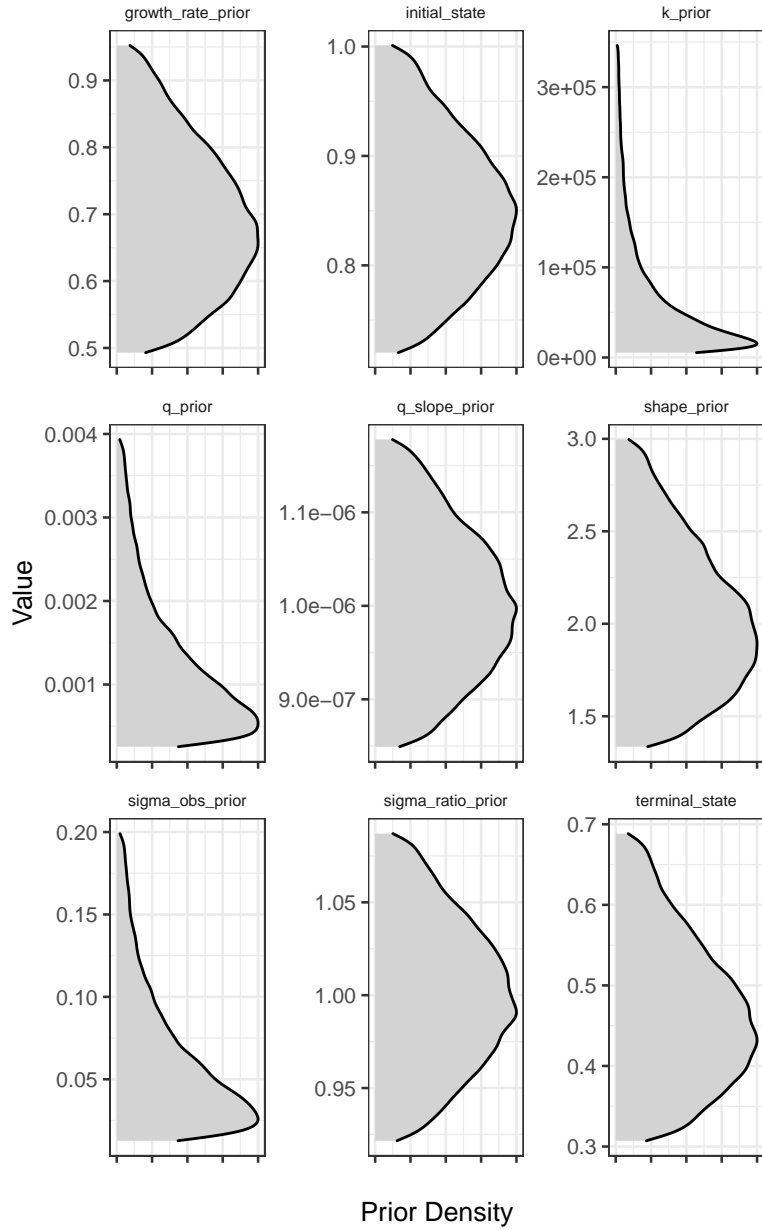 growth_rate_prior
initial_state
k_prior
0.9
0.8
0.7
0.6
0.5
1.0
0.9
0.8
3e+05
2e+05
1e+05
0e+00
q_prior
q_slope_prior
shape_prior
0.004
0.003
0.002
0.001
1.1e−06
1.0e−06
9.0e−07
3.0
2.5
2.0
1.5
Value
sigma_obs_prior
sigma_ratio_prior
terminal_state
0.20
0.15
0.10
0.05
1.05
1.00
0.95
0.7
0.6
0.5
0.4
0.3
Prior Density